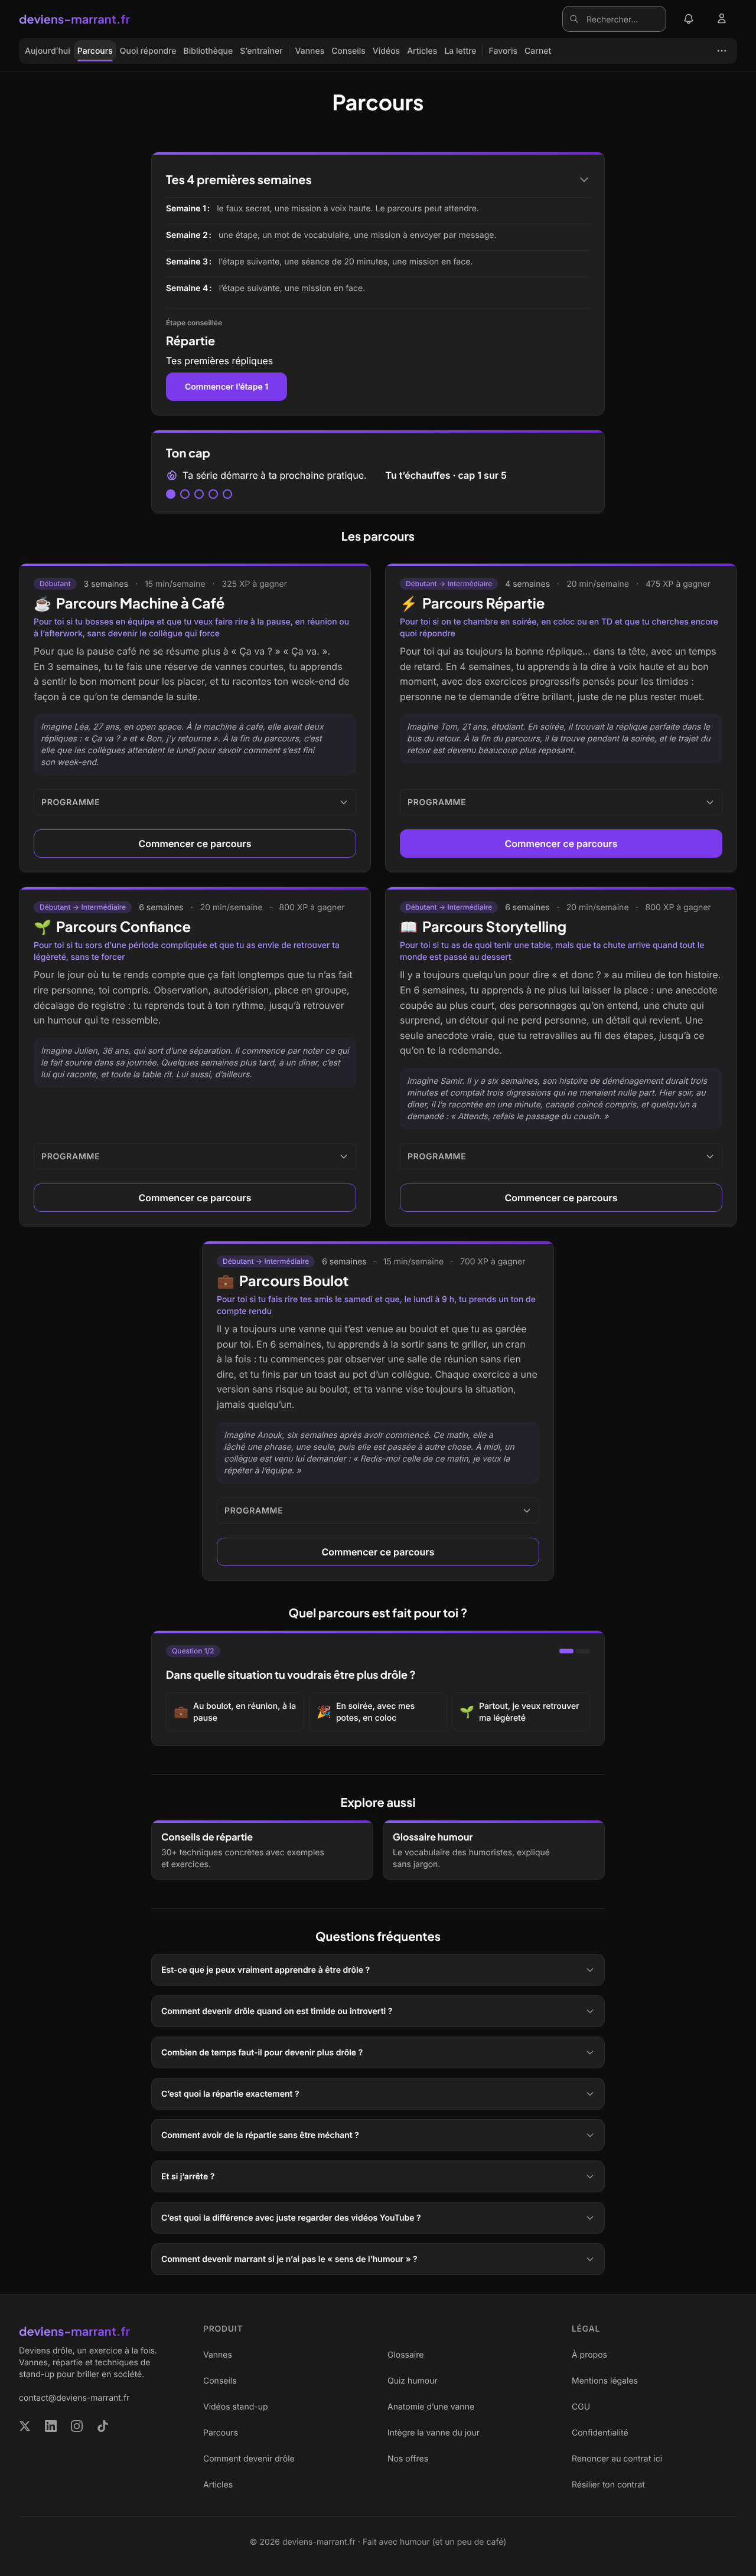 deviens-marrant.fr
Rechercher...
Aujourd'hui Parcours Quoi répondre Bibliothèque S'entraîner Vannes Conseils Vidéos Articles La lettre Favoris Carnet
Parcours
Tes 4 premières semaines
Semaine 1 : le faux secret, une mission à voix haute. Le parcours peut attendre.
Semaine 2 : une étape, un mot de vocabulaire, une mission à envoyer par message.
Semaine 3 : l'étape suivante, une séance de 20 minutes, une mission en face.
Semaine 4 : l'étape suivante, une mission en face.
Étape conseillée
Répartie
Tes premières répliques
Commencer l'étape 1
Ton cap
Ta série démarre à ta prochaine pratique. Tu t'échauffes · cap 1 sur 5
Les parcours
Débutant 3 semaines · 15 min/semaine · 325 XP à gagner
☕ Parcours Machine à Café
Pour toi si tu bosses en équipe et que tu veux faire rire à la pause, en réunion ou
à l'afterwork, sans devenir le collègue qui force
Pour que la pause café ne se résume plus à « Ça va ? » « Ça va. ».
En 3 semaines, tu te fais une réserve de vannes courtes, tu apprends
à sentir le bon moment pour les placer, et tu racontes ton week-end de
façon à ce qu'on te demande la suite.
Imagine Léa, 27 ans, en open space. À la machine à café, elle avait deux
répliques : « Ça va ? » et « Bon, j'y retourne ». À la fin du parcours, c'est
elle que les collègues attendent le lundi pour savoir comment s'est fini
son week-end.
PROGRAMME
Commencer ce parcours
Débutant → Intermédiaire 4 semaines · 20 min/semaine · 475 XP à gagner
⚡ Parcours Répartie
Pour toi si on te chambre en soirée, en coloc ou en TD et que tu cherches encore
quoi répondre
Pour toi qui as toujours la bonne réplique... dans ta tête, avec un temps
de retard. En 4 semaines, tu apprends à la dire à voix haute et au bon
moment, avec des exercices progressifs pensés pour les timides :
personne ne te demande d'être brillant, juste de ne plus rester muet.
Imagine Tom, 21 ans, étudiant. En soirée, il trouvait la réplique parfaite dans le
bus du retour. À la fin du parcours, il la trouve pendant la soirée, et le trajet du
retour est devenu beaucoup plus reposant.
PROGRAMME
Commencer ce parcours
Débutant → Intermédiaire 6 semaines · 20 min/semaine · 800 XP à gagner
🌱 Parcours Confiance
Pour toi si tu sors d'une période compliquée et que tu as envie de retrouver ta
légèreté, sans te forcer
Pour le jour où tu te rends compte que ça fait longtemps que tu n'as fait
rire personne, toi compris. Observation, autodérision, place en groupe,
décalage de registre : tu reprends tout à ton rythme, jusqu'à retrouver
un humour qui te ressemble.
Imagine Julien, 36 ans, qui sort d'une séparation. Il commence par noter ce qui
le fait sourire dans sa journée. Quelques semaines plus tard, à un dîner, c'est
lui qui raconte, et toute la table rit. Lui aussi, d'ailleurs.
PROGRAMME
Commencer ce parcours
Débutant → Intermédiaire 6 semaines · 20 min/semaine · 800 XP à gagner
📖 Parcours Storytelling
Pour toi si tu as de quoi tenir une table, mais que ta chute arrive quand tout le
monde est passé au dessert
Il y a toujours quelqu'un pour dire « et donc ? » au milieu de ton histoire.
En 6 semaines, tu apprends à ne plus lui laisser la place : une anecdote
coupée au plus court, des personnages qu'on entend, une chute qui
surprend, un détour qui ne perd personne, un détail qui revient. Une
seule anecdote vraie, que tu retravailles au fil des étapes, jusqu'à ce
qu'on te la redemande.
Imagine Samir. Il y a six semaines, son histoire de déménagement durait trois
minutes et comptait trois digressions qui ne menaient nulle part. Hier soir, au
dîner, il l'a racontée en une minute, canapé coincé compris, et quelqu'un a
demandé : « Attends, refais le passage du cousin. »
PROGRAMME
Commencer ce parcours
Débutant → Intermédiaire 6 semaines · 15 min/semaine · 700 XP à gagner
💼 Parcours Boulot
Pour toi si tu fais rire tes amis le samedi et que, le lundi à 9 h, tu prends un ton de
compte rendu
Il y a toujours une vanne qui t'est venue au boulot et que tu as gardée
pour toi. En 6 semaines, tu apprends à la sortir sans te griller, un cran
à la fois : tu commences par observer une salle de réunion sans rien
dire, et tu finis par un toast au pot d'un collègue. Chaque exercice a une
version sans risque au boulot, et ta vanne vise toujours la situation,
jamais quelqu'un.
Imagine Anouk, six semaines après avoir commencé. Ce matin, elle a
lâché une phrase, une seule, puis elle est passée à autre chose. À midi, un
collègue est venu lui demander : « Redis-moi celle de ce matin, je veux la
répéter à l'équipe. »
PROGRAMME
Commencer ce parcours
Quel parcours est fait pour toi ?
Question 1/2
Dans quelle situation tu voudrais être plus drôle ?
💼 Au boulot, en réunion, à la
pause
🎉 En soirée, avec mes
potes, en coloc
🌱 Partout, je veux retrouver
ma légèreté
Explore aussi
Conseils de répartie
30+ techniques concrètes avec exemples
et exercices.
Glossaire humour
Le vocabulaire des humoristes, expliqué
sans jargon.
Questions fréquentes
Est-ce que je peux vraiment apprendre à être drôle ?
Comment devenir drôle quand on est timide ou introverti ?
Combien de temps faut-il pour devenir plus drôle ?
C'est quoi la répartie exactement ?
Comment avoir de la répartie sans être méchant ?
Et si j'arrête ?
C'est quoi la différence avec juste regarder des vidéos YouTube ?
Comment devenir marrant si je n'ai pas le « sens de l'humour » ?
deviens-marrant.fr
Deviens drôle, un exercice à la fois.
Vannes, répartie et techniques de
stand-up pour briller en société.
contact@deviens-marrant.fr
PRODUIT
Vannes
Conseils
Vidéos stand-up
Parcours
Comment devenir drôle
Articles
Glossaire
Quiz humour
Anatomie d'une vanne
Intègre la vanne du jour
Nos offres
LÉGAL
À propos
Mentions légales
CGU
Confidentialité
Renoncer au contrat ici
Résilier ton contrat
© 2026 deviens-marrant.fr · Fait avec humour (et un peu de café)